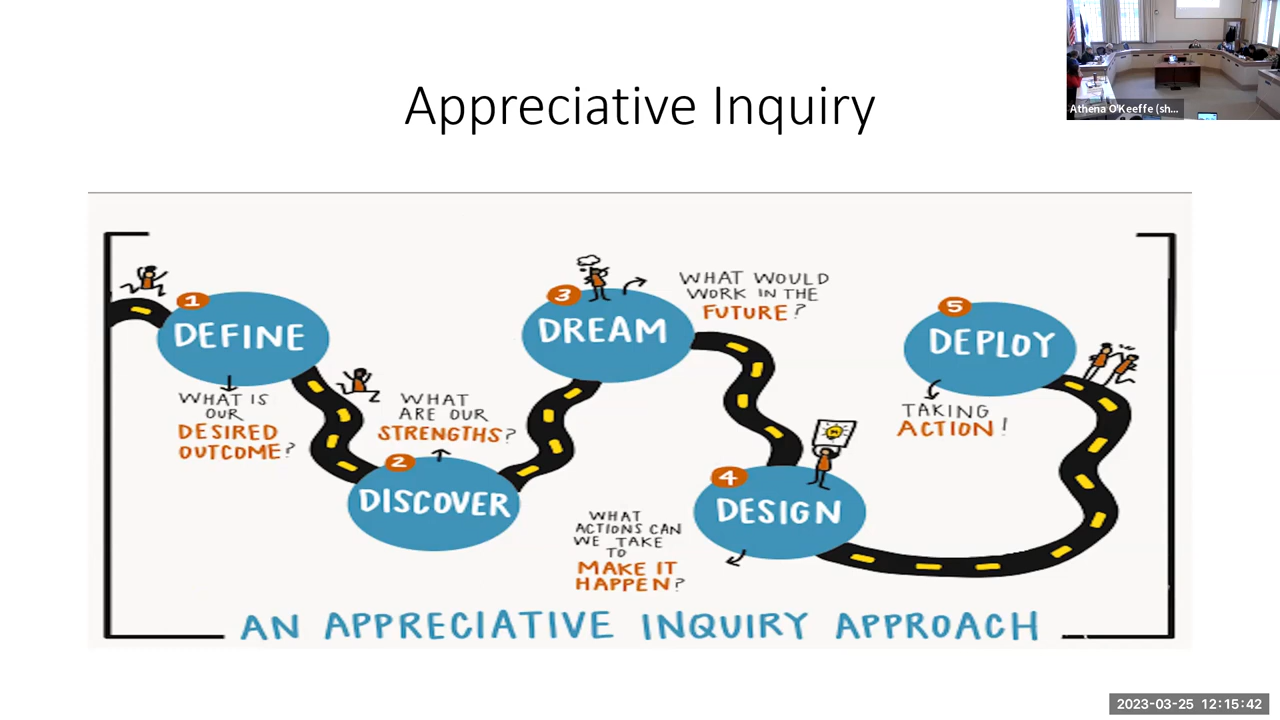 Appreciative Inquiry
Athena O'Keeffe (sh...
1
DEFINE
WHAT IS
OUR
DESIRED
OUTCOME?
WHAT
ARE OUR
STRENGTHS?
2
DISCOVER
3
DREAM
WHAT WOULD
WORK IN THE
FUTURE?
4
DESIGN
WHAT
ACTIONS CAN
WE TAKE
TO
MAKE IT
HAPPEN?
5
DEPLOY
TAKING
ACTION!
AN APPRECIATIVE INQUIRY APPROACH
2023-03-25 12:15:42